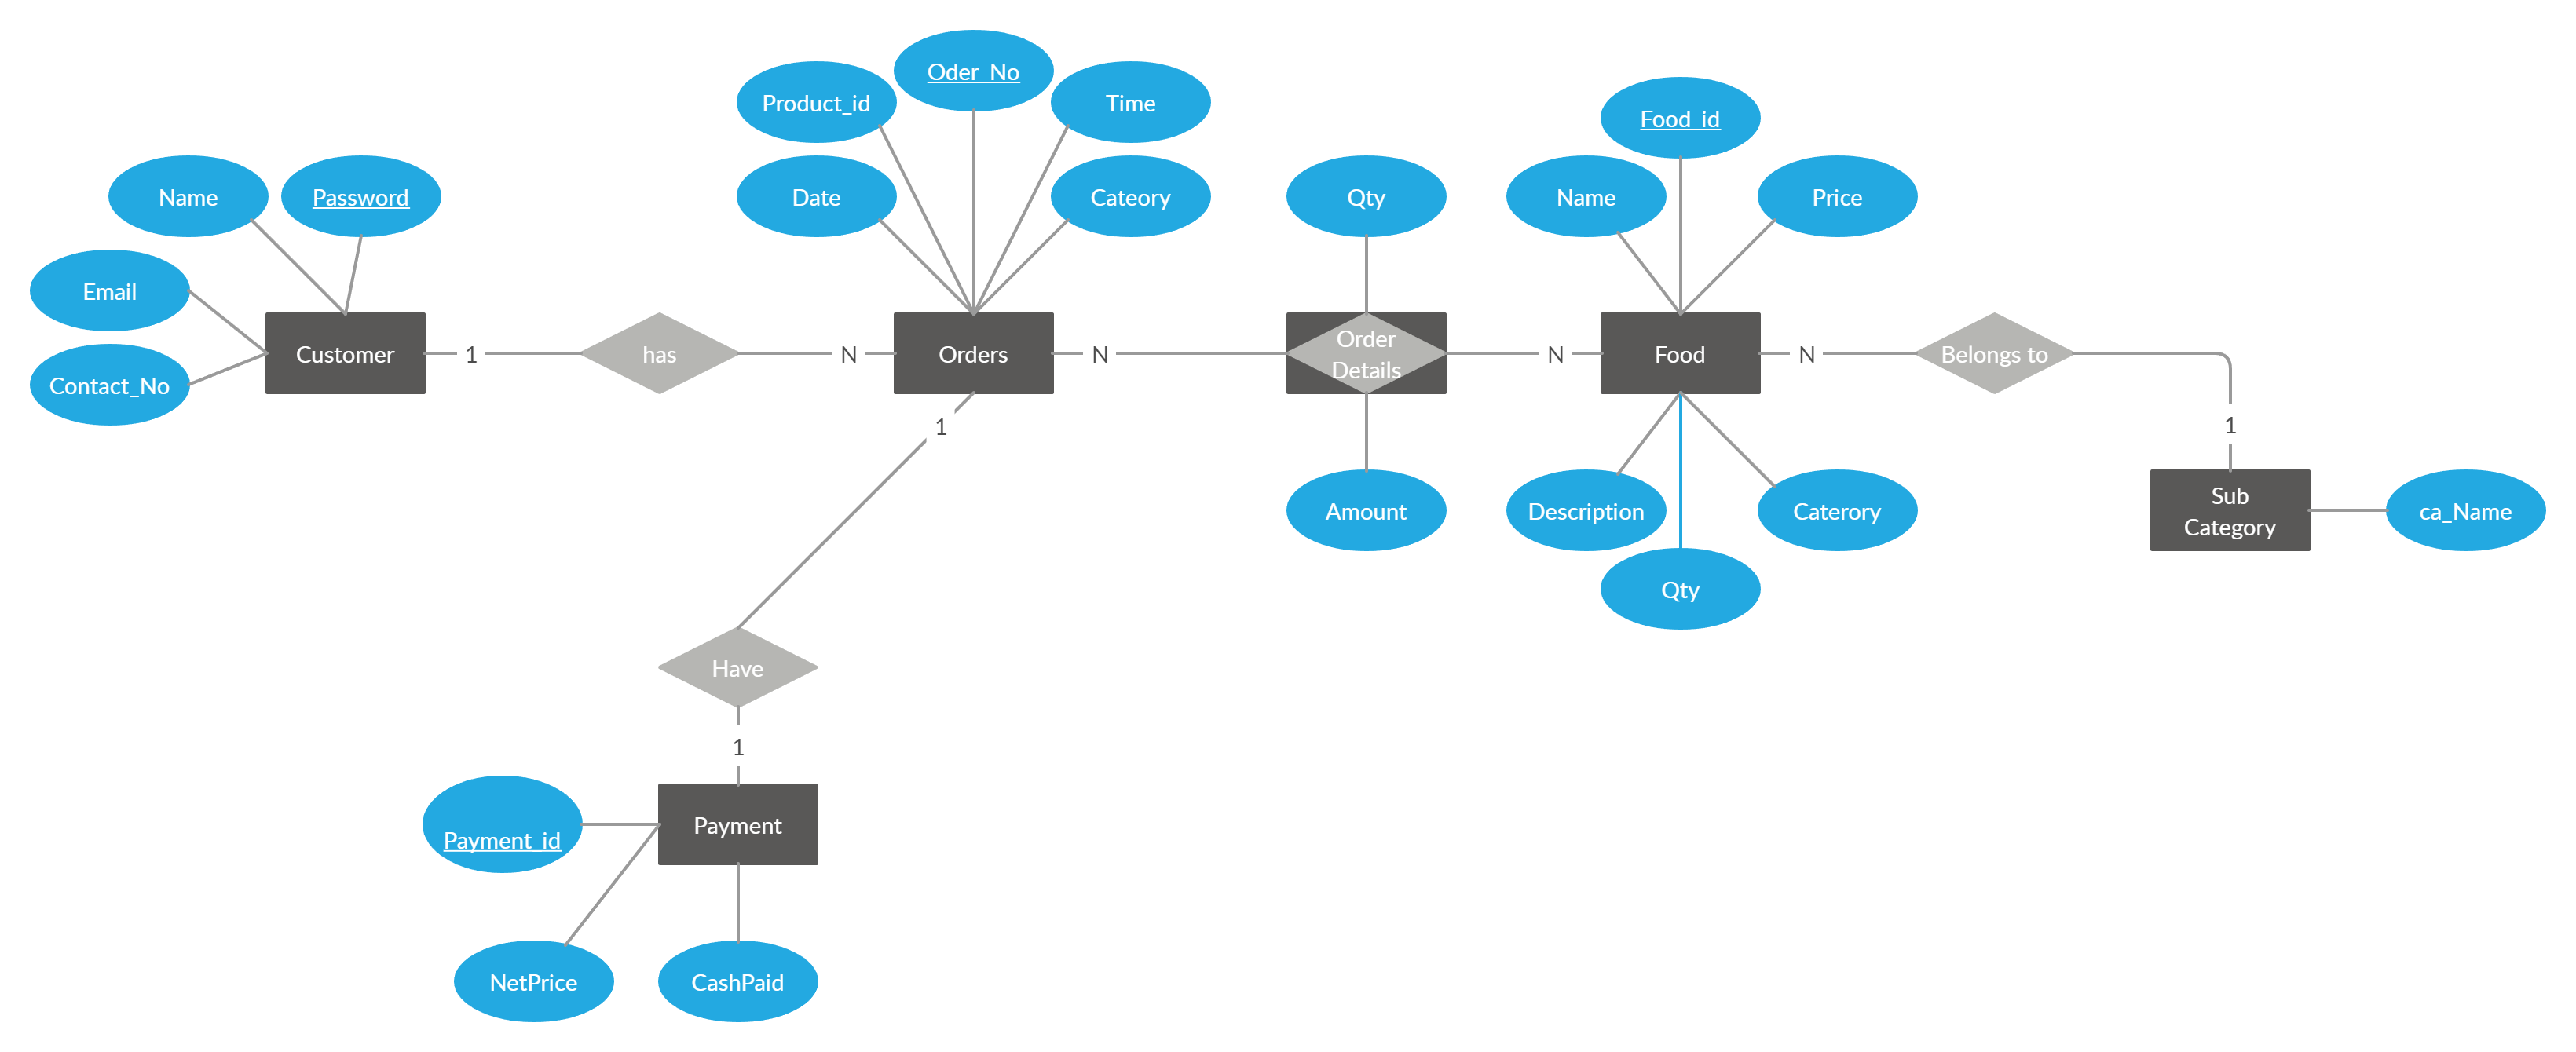 Oder_No
Product_id
Time
Food_id
Name
Password
Date
Cateory
Qty
Name
Price
Email
Customer
1
has
N
Orders
N
Order
Details
N
Food
N
Belongs to
Contact_No
1
1
Sub
Category
ca_Name
Amount
Description
Caterory
Qty
Have
1
Payment
Payment_id
NetPrice
CashPaid